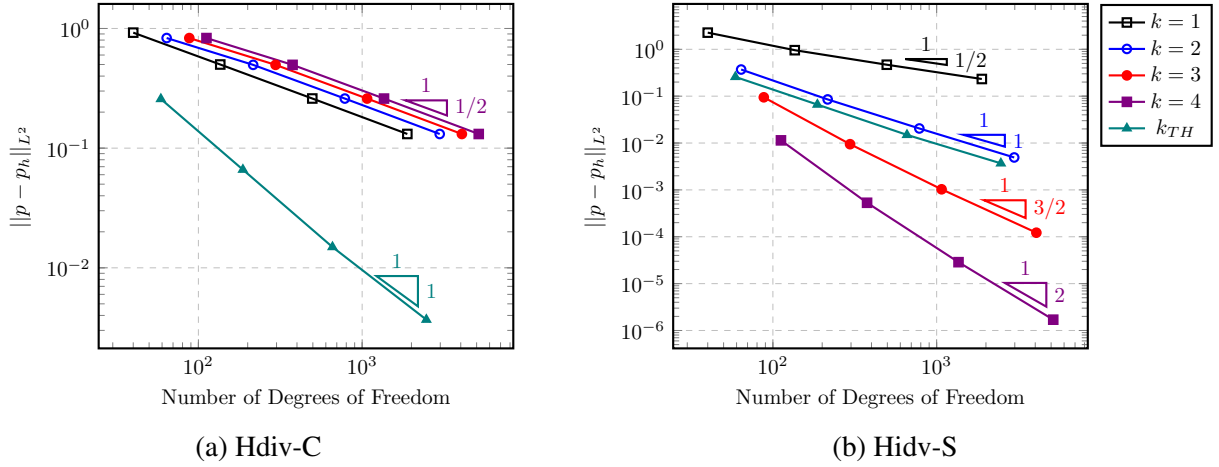 ||p − p_h||_{L^2}
10^0
10^{−1}
10^{−2}
10^2
10^3
1
1/2
1
1
Number of Degrees of Freedom
(a) Hdiv-C
||p − p_h||_{L^2}
10^0
10^{−1}
10^{−2}
10^{−3}
10^{−4}
10^{−5}
10^{−6}
10^2
10^3
1
1/2
1
1
1
3/2
1
2
Number of Degrees of Freedom
(b) Hidv-S
k = 1
k = 2
k = 3
k = 4
k_{TH}